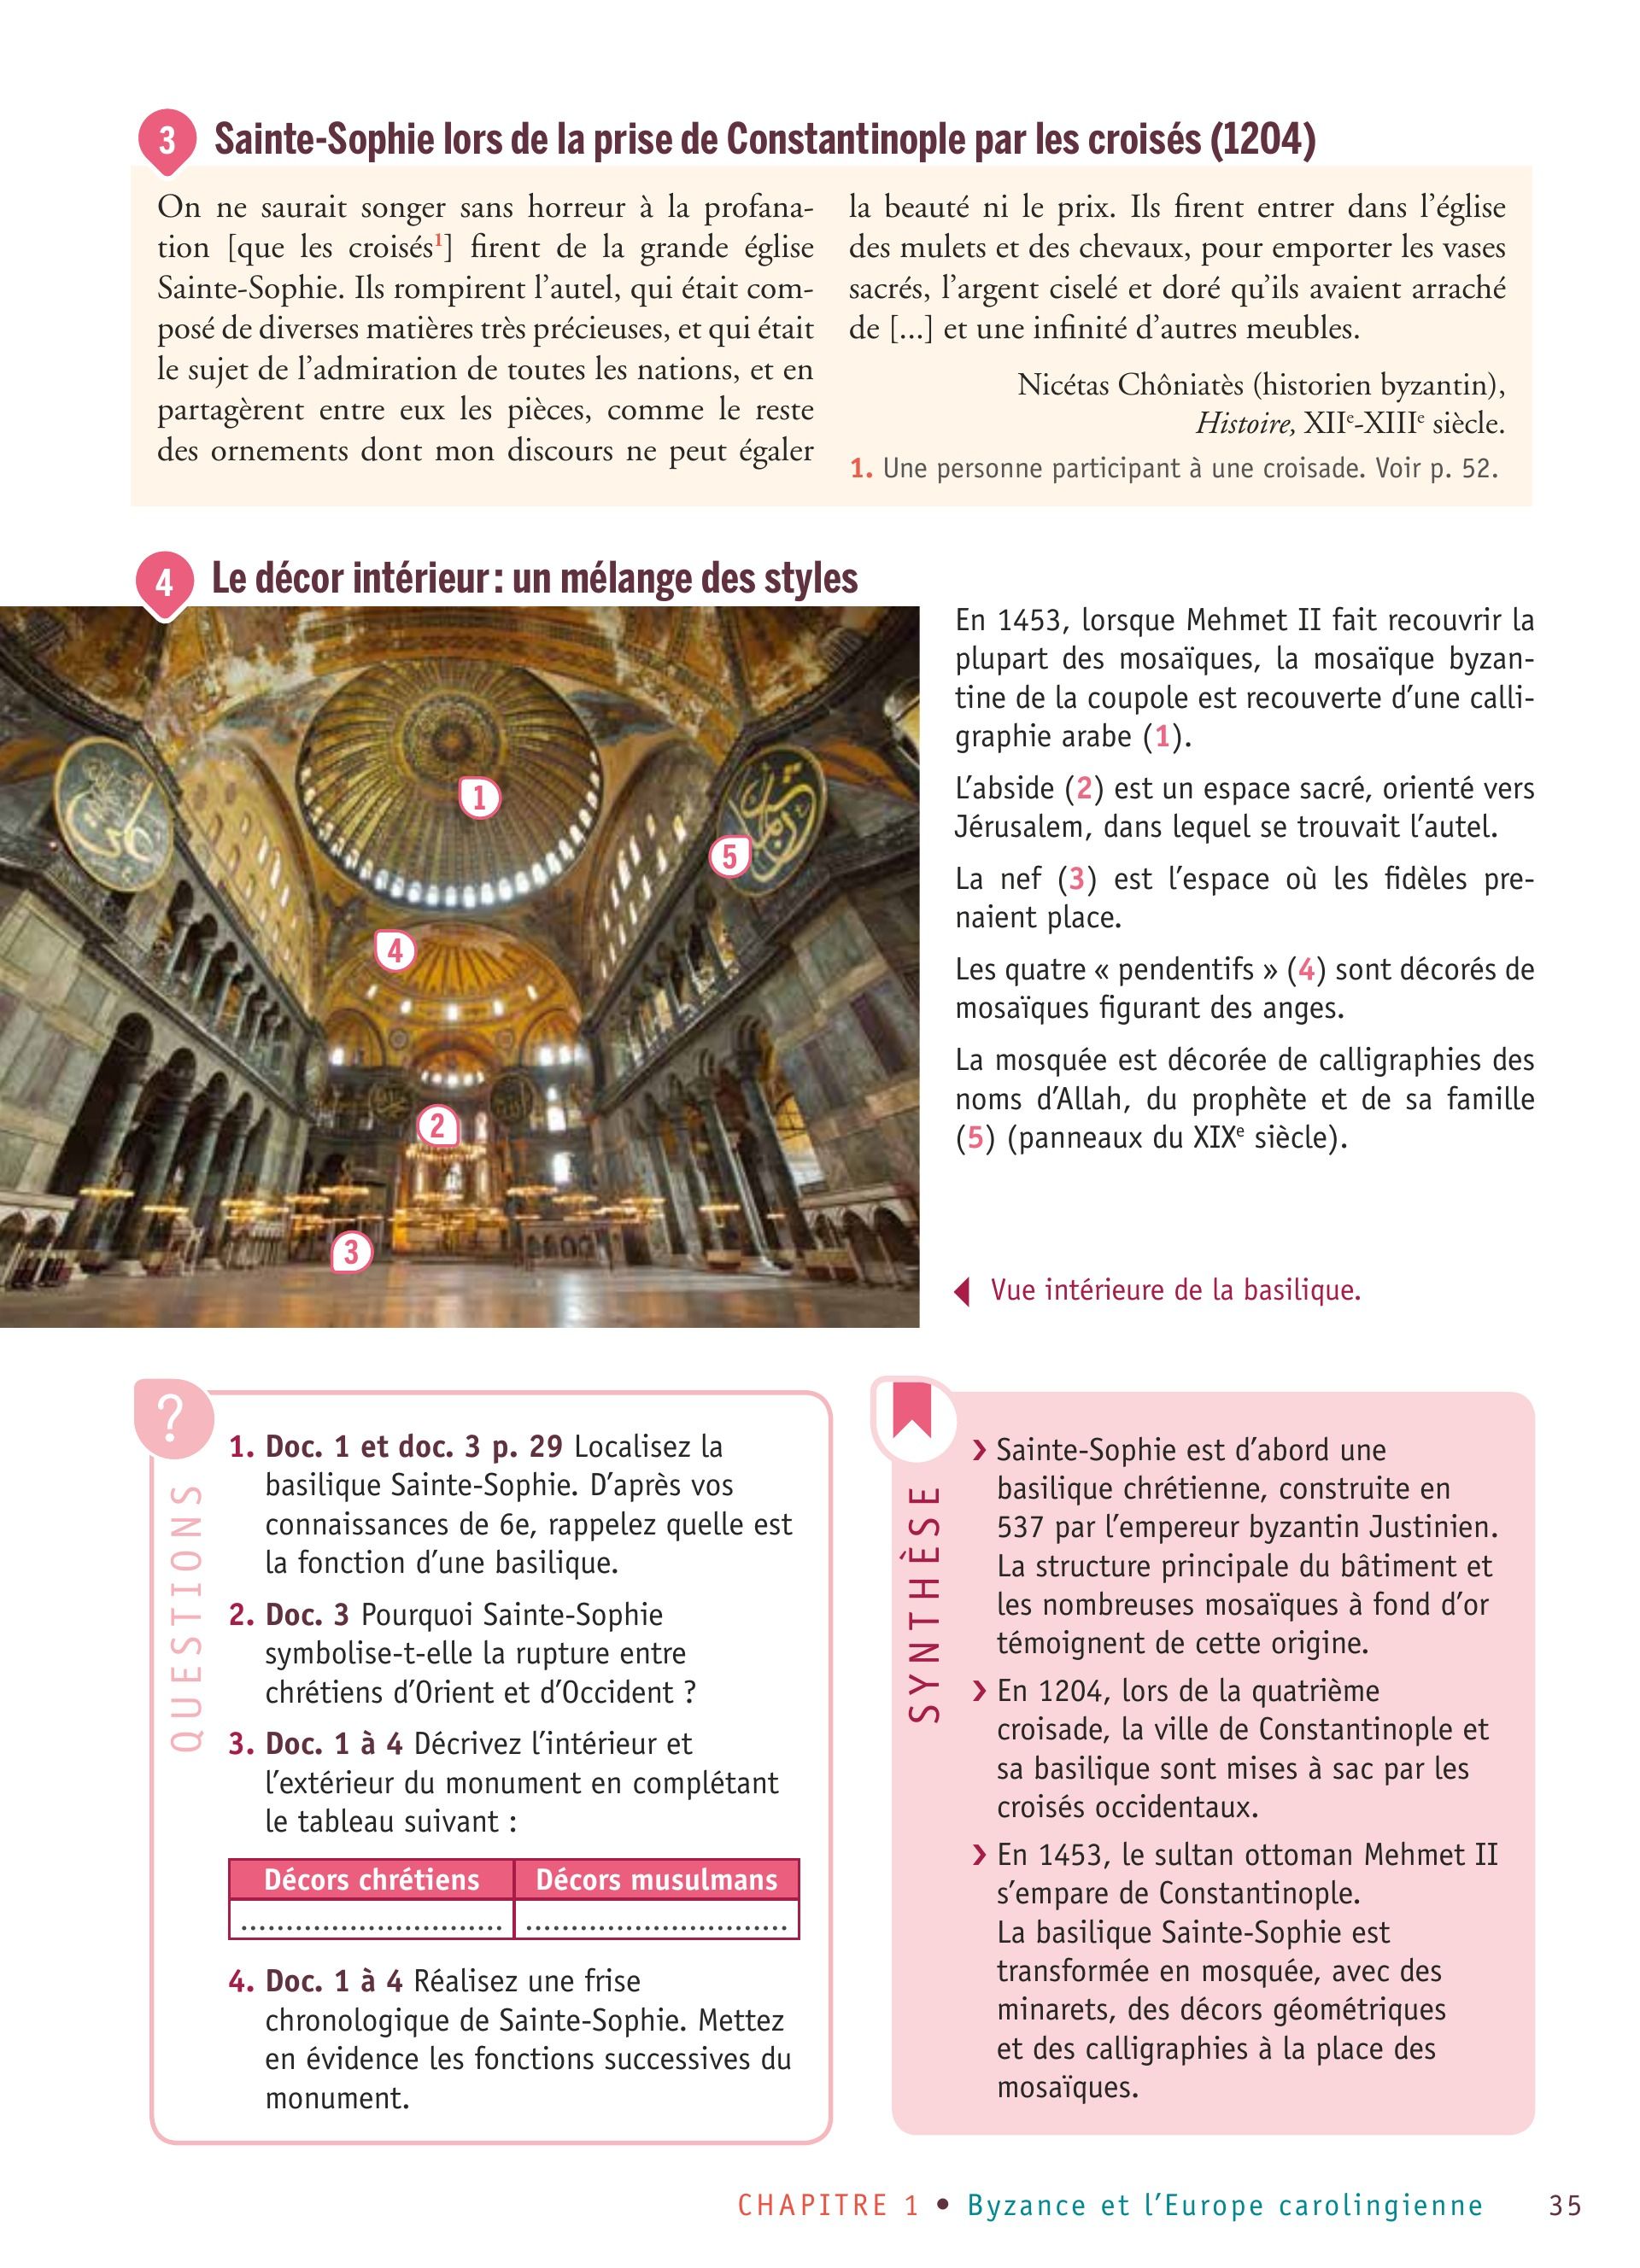 3
Sainte-Sophie lors de la prise de Constantinople par les croisés (1204)
On ne saurait songer sans horreur à la profana-
tion [que les croisés¹] firent de la grande église
Sainte-Sophie. Ils rompirent l'autel, qui était com-
posé de diverses matières très précieuses, et qui était
le sujet de l'admiration de toutes les nations, et en
partagèrent entre eux les pièces, comme le reste
des ornements dont mon discours ne peut égaler
la beauté ni le prix. Ils firent entrer dans l'église
des mulets et des chevaux, pour emporter les vases
sacrés, l'argent ciselé et doré qu'ils avaient arraché
de [...] et une infinité d'autres meubles.
Nicétas Chôniatès (historien byzantin),
Histoire, XIIe-XIIIe siècle.
1. Une personne participant à une croisade. Voir p. 52.
4
Le décor intérieur : un mélange des styles
1
5
4
2
3
En 1453, lorsque Mehmet II fait recouvrir la
plupart des mosaïques, la mosaïque byzan-
tine de la coupole est recouverte d'une calli-
graphie arabe (1).
L'abside (2) est un espace sacré, orienté vers
Jérusalem, dans lequel se trouvait l'autel.
La nef (3) est l'espace où les fidèles pre-
naient place.
Les quatre « pendentifs » (4) sont décorés de
mosaïques figurant des anges.
La mosquée est décorée de calligraphies des
noms d'Allah, du prophète et de sa famille
(5) (panneaux du XIXe siècle).
Vue intérieure de la basilique.
?
QUESTIONS
1. Doc. 1 et doc. 3 p. 29 Localisez la
basilique Sainte-Sophie. D'après vos
connaissances de 6e, rappelez quelle est
la fonction d'une basilique.
2. Doc. 3 Pourquoi Sainte-Sophie
symbolise-t-elle la rupture entre
chrétiens d'Orient et d'Occident ?
3. Doc. 1 à 4 Décrivez l'intérieur et
l'extérieur du monument en complétant
le tableau suivant :
Décors chrétiens Décors musulmans
............................. .............................
4. Doc. 1 à 4 Réalisez une frise
chronologique de Sainte-Sophie. Mettez
en évidence les fonctions successives du
monument.
SYNTHÈSE
› Sainte-Sophie est d'abord une
basilique chrétienne, construite en
537 par l'empereur byzantin Justinien.
La structure principale du bâtiment et
les nombreuses mosaïques à fond d'or
témoignent de cette origine.
› En 1204, lors de la quatrième
croisade, la ville de Constantinople et
sa basilique sont mises à sac par les
croisés occidentaux.
› En 1453, le sultan ottoman Mehmet II
s'empare de Constantinople.
La basilique Sainte-Sophie est
transformée en mosquée, avec des
minarets, des décors géométriques
et des calligraphies à la place des
mosaïques.
CHAPITRE 1 • Byzance et l'Europe carolingienne 35